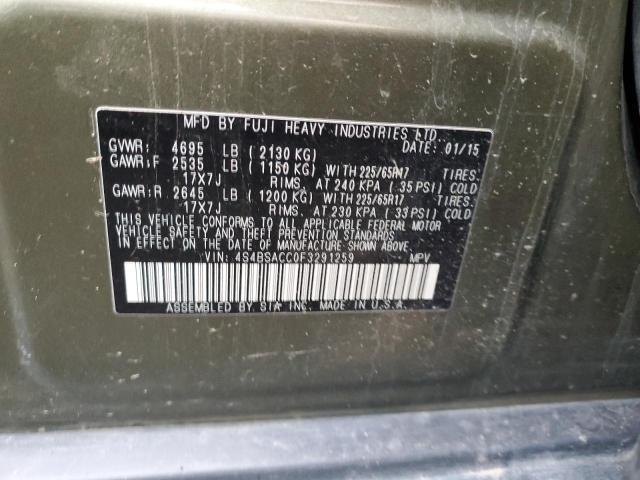 MFD BY FUJI HEAVY INDUSTRIES LTD.
GVWR: 4695 LB (2130 KG) DATE: 01/15
GAWR:F 2535 LB (1150 KG) WITH 225/65R17 TIRES.
17X7J RIMS. AT 240 KPA (35 PSI) COLD
GAWR:R 2645 LB (1200 KG) WITH 225/65R17 TIRES.
17X7J RIMS. AT 230 KPA (33 PSI) COLD
THIS VEHICLE CONFORMS TO ALL APPLICABLE FEDERAL MOTOR
VEHICLE SAFETY AND THEFT PREVENTION STANDARDS IN EFFECT
ON THE DATE OF MANUFACTURE SHOWN ABOVE.
VIN: 4S4BSACC0F3291259 MPV
ASSEMBLED BY SIA INC. MADE IN U.S.A.